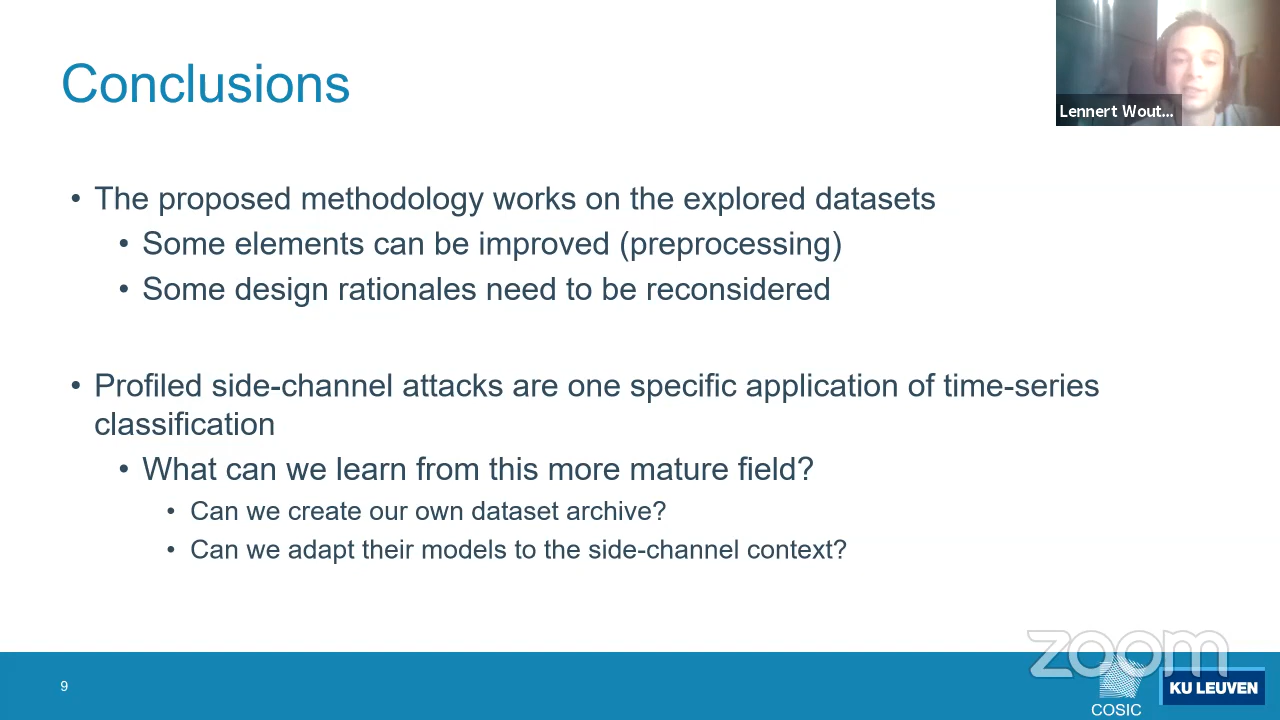 Conclusions
Lennert Wout...
• The proposed methodology works on the explored datasets
• Some elements can be improved (preprocessing)
• Some design rationales need to be reconsidered
• Profiled side-channel attacks are one specific application of time-series
classification
• What can we learn from this more mature field?
• Can we create our own dataset archive?
• Can we adapt their models to the side-channel context?
zoom
9
COSIC
KU LEUVEN